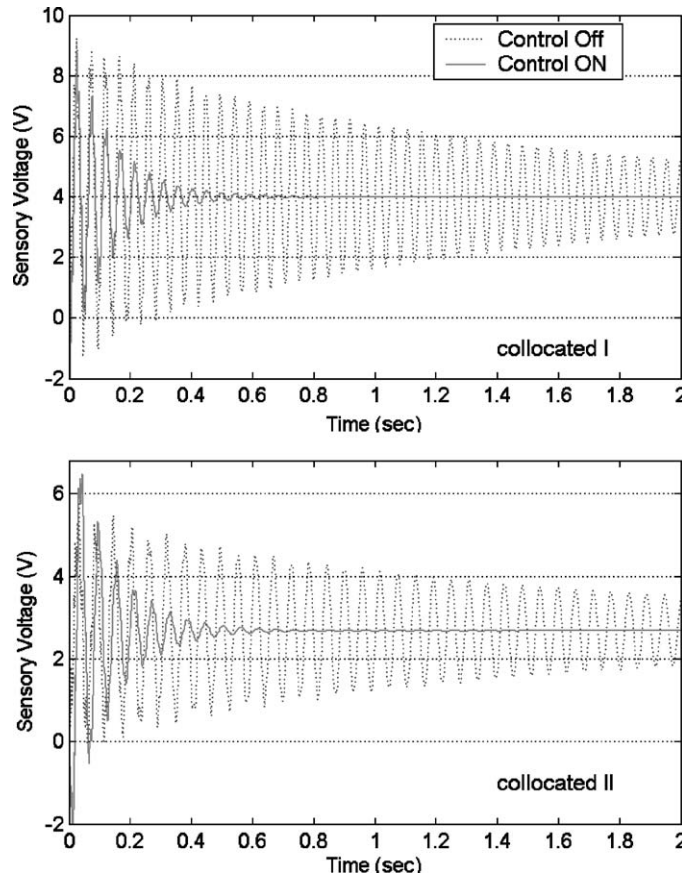 10
8
6
4
2
0
-2
Sensory Voltage (V)
Control Off
Control ON
collocated I
0 0.2 0.4 0.6 0.8 1 1.2 1.4 1.6 1.8 2
Time (sec)
6
4
2
0
-2
Sensory Voltage (V)
collocated II
0 0.2 0.4 0.6 0.8 1 1.2 1.4 1.6 1.8 2
Time (sec)